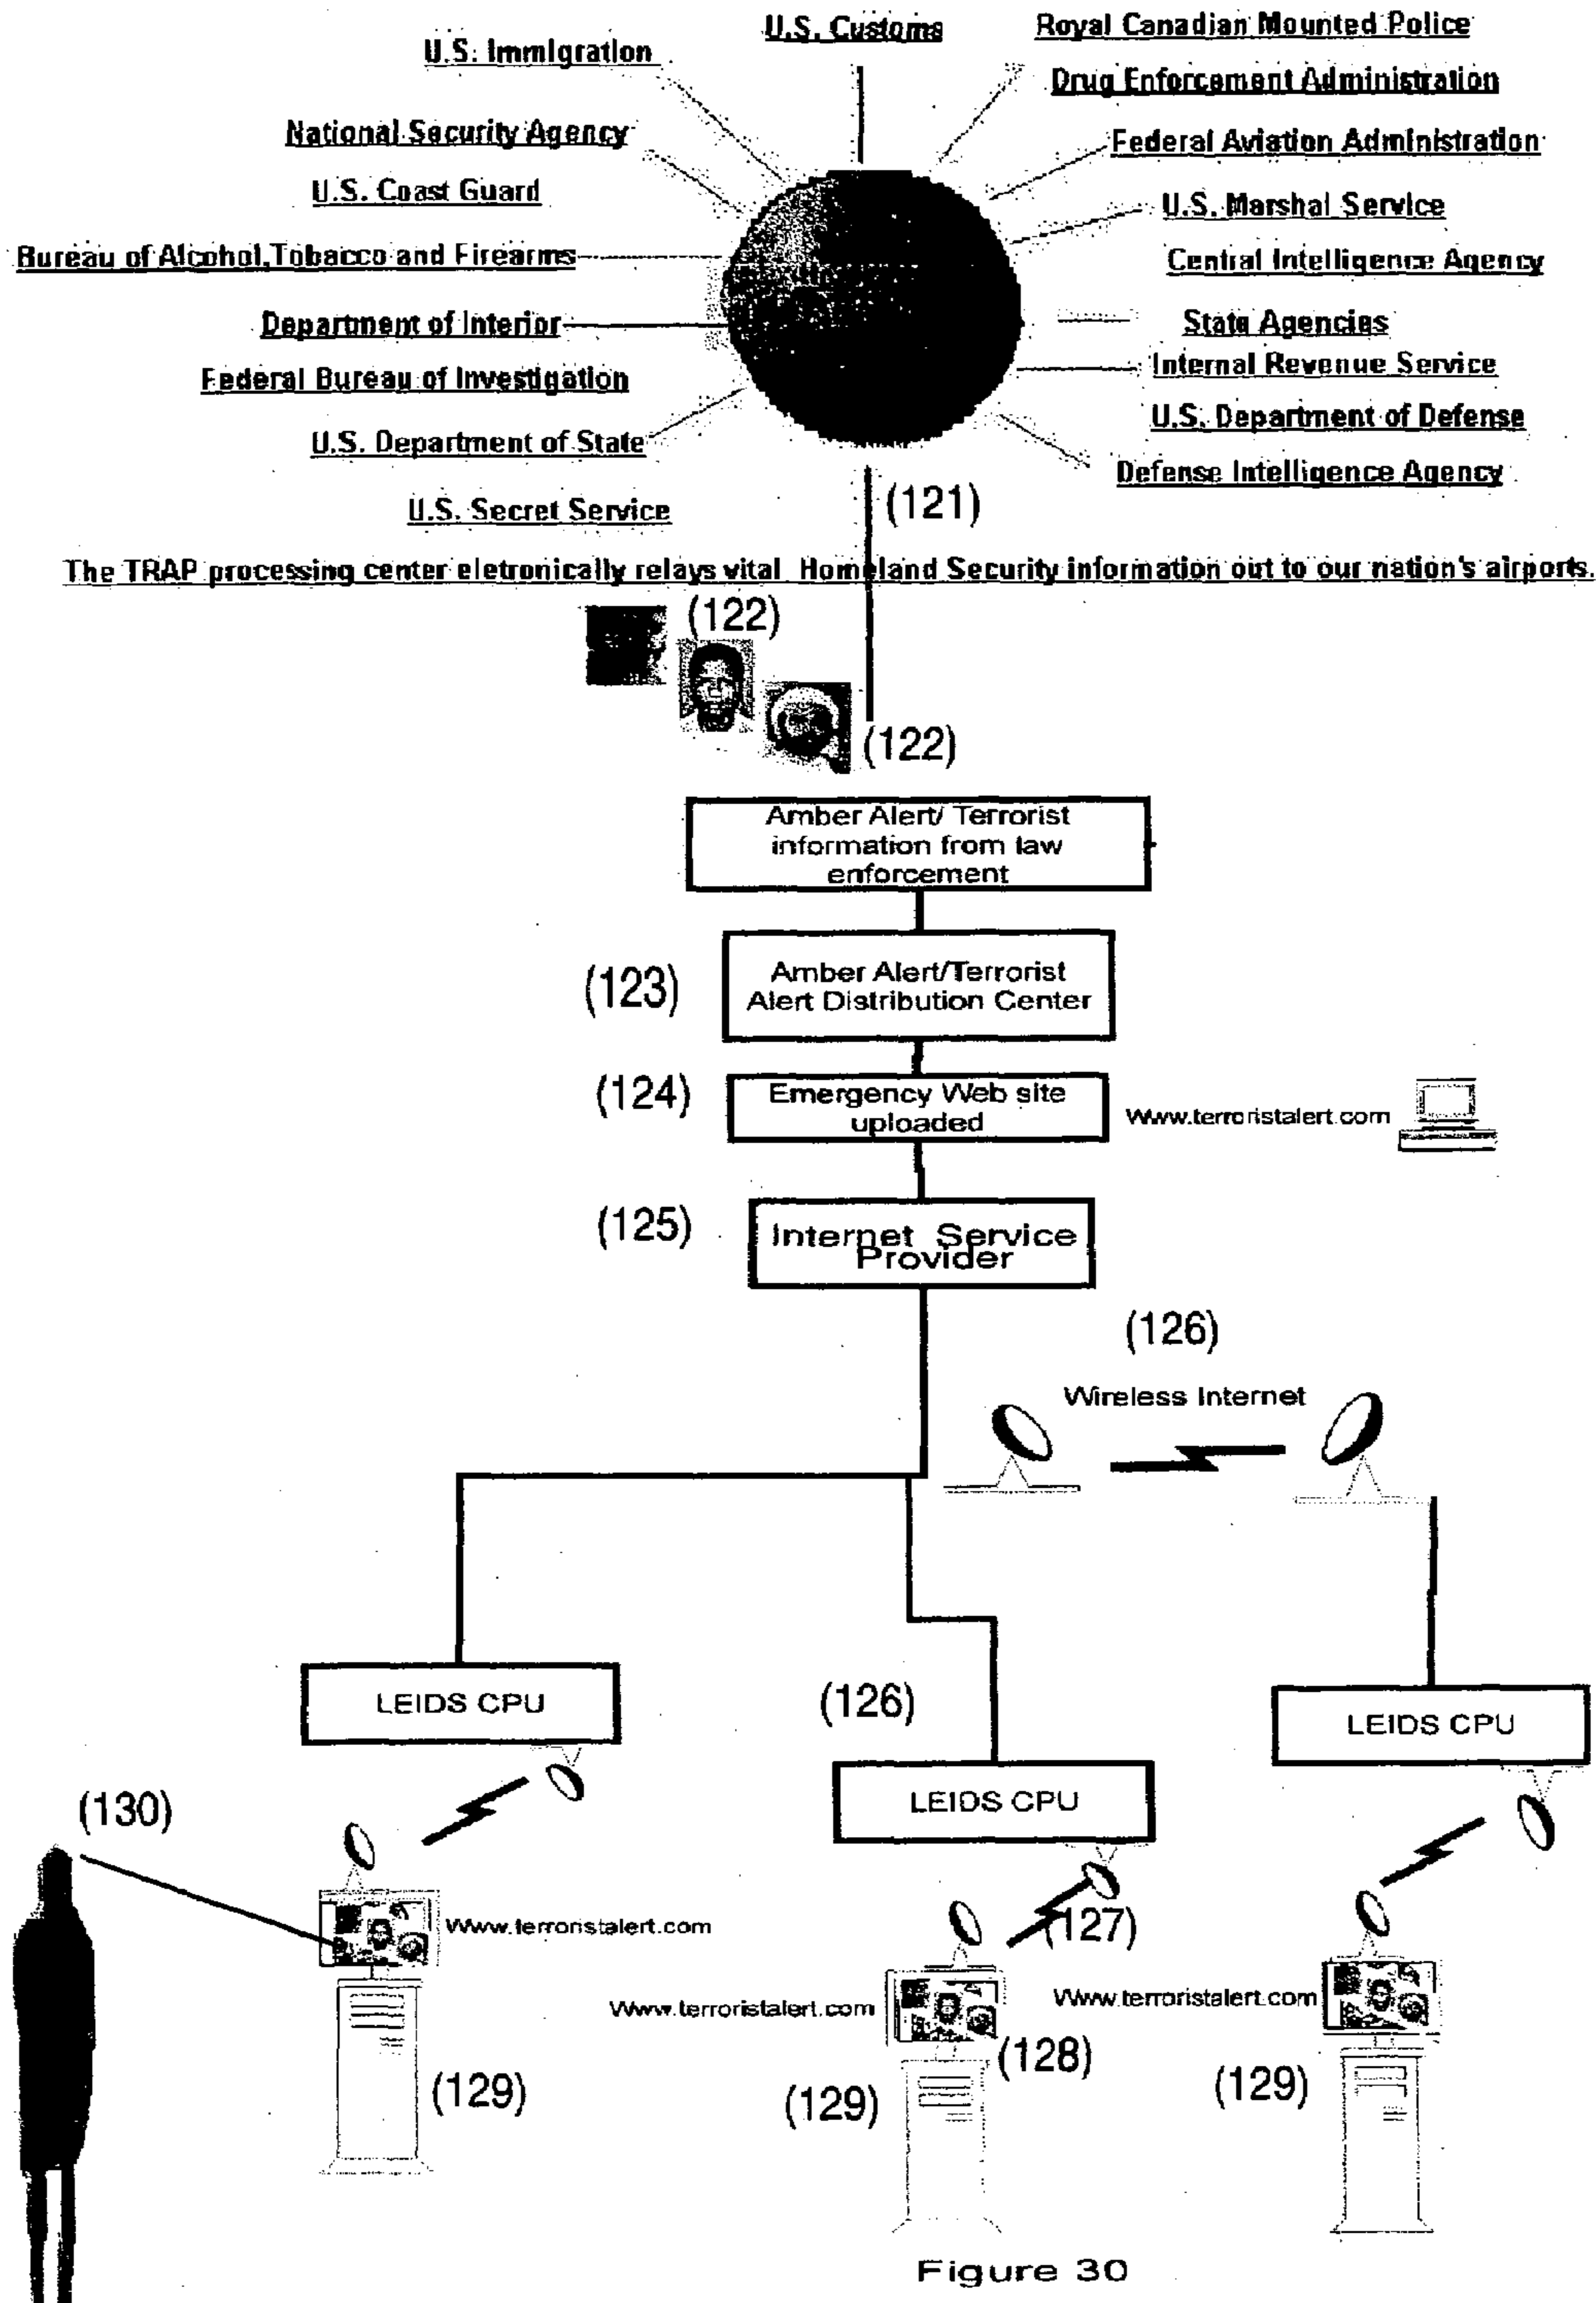 U.S. Customs
Royal Canadian Mounted Police
U.S. Immigration
Drug Enforcement Administration
National Security Agency
Federal Aviation Administration
U.S. Coast Guard
U.S. Marshal Service
Bureau of Alcohol,Tobacco and Firearms
Central Intelligence Agency
Department of Interior
State Agencies
Federal Bureau of Investigation
Internal Revenue Service
U.S. Department of State
U.S. Department of Defense
Defense Intelligence Agency
U.S. Secret Service
(121)
The TRAP processing center eletronically relays vital Homeland Security information out to our nation's airports.
(122)
(122)
Amber Alert/ Terrorist
information from law
enforcement
(123)
Amber Alert/Terrorist
Alert Distribution Center
(124)
Emergency Web site
uploaded
Www.terroristalert.com
(125)
Internet Service
Provider
(126)
Wireless Internet
LEIDS CPU
(126)
LEIDS CPU
LEIDS CPU
(130)
Www.terroristalert.com
(127)
Www.terroristalert.com
Www.terroristalert.com
(128)
(129)
(129)
(129)
Figure 30